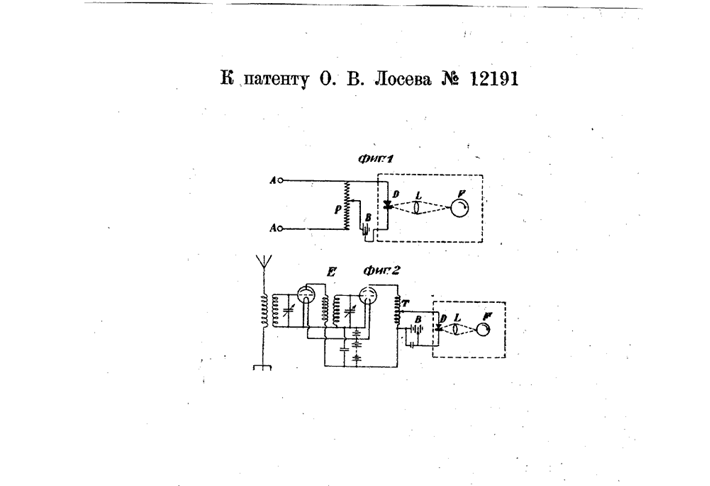 К патенту О. В. Лосева № 12191
фиг1
A
P
B
D
L
F
A
E
фиг2
T
B
D
L
F